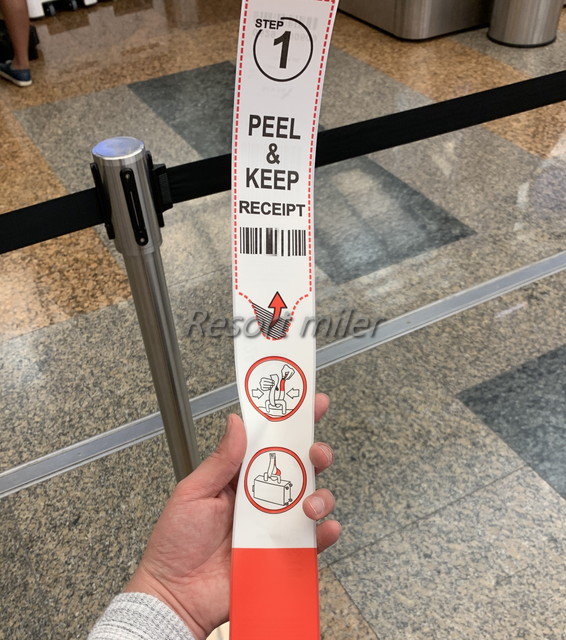 STEP
1
PEEL
&
KEEP
RECEIPT
Resort miler